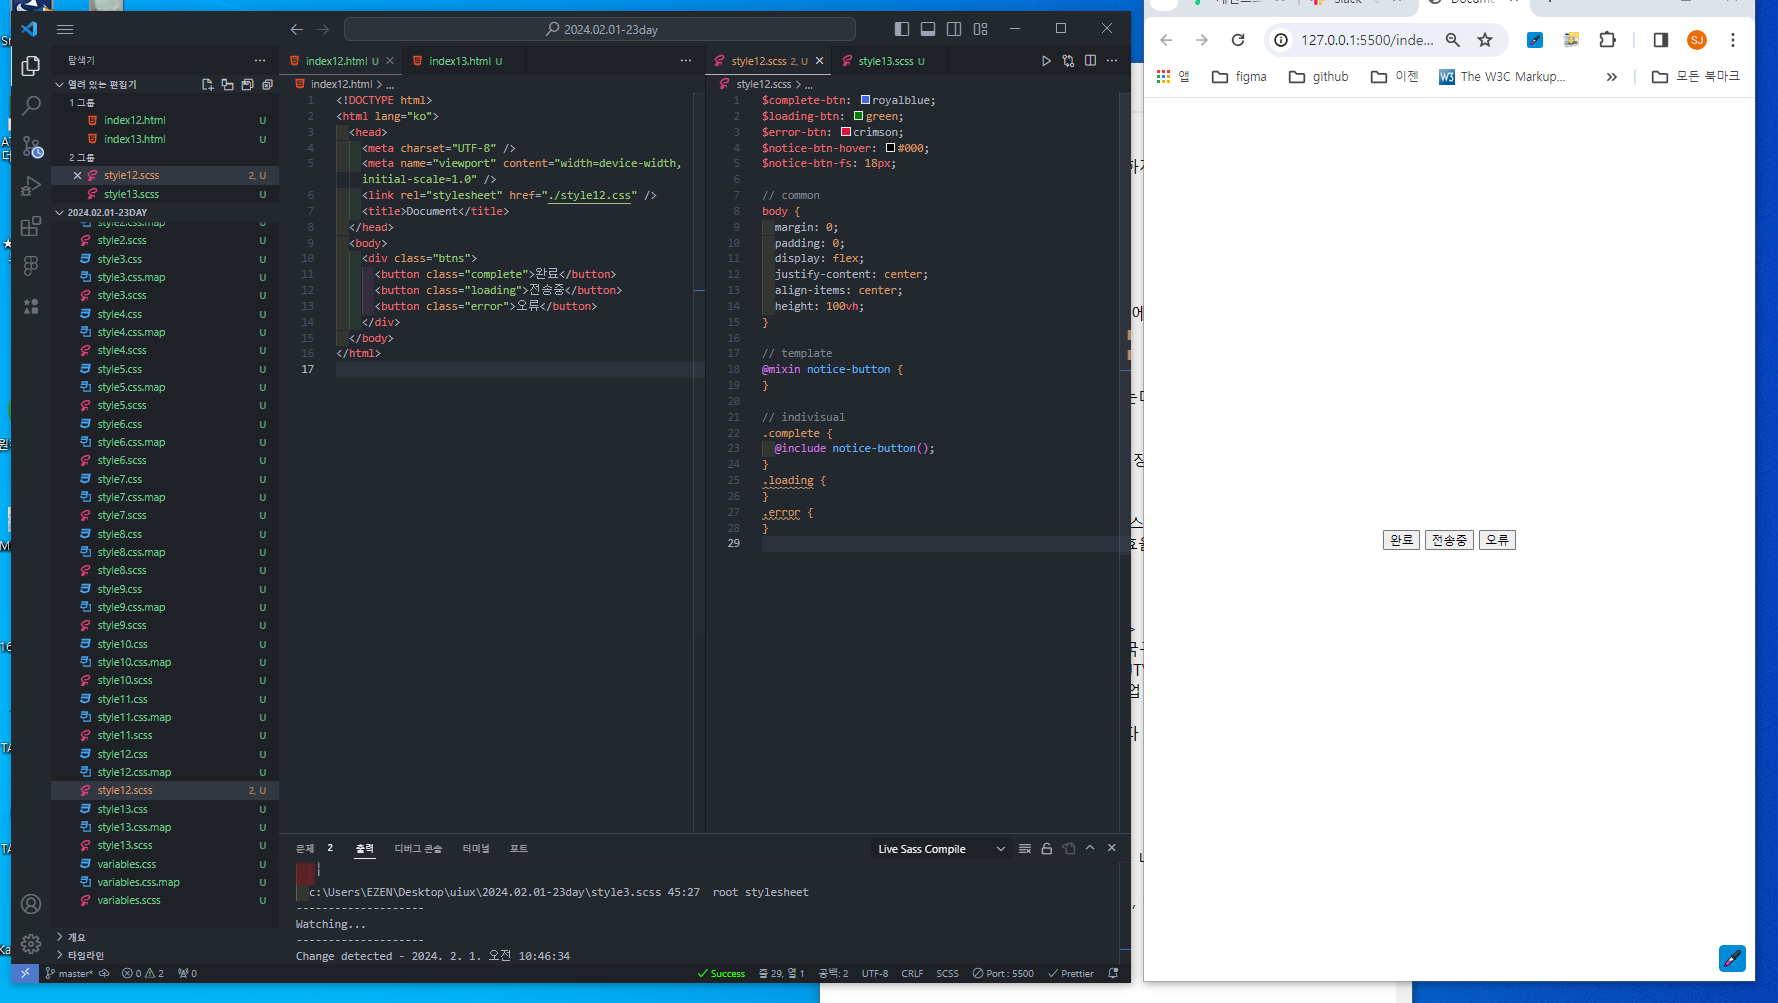 2024.02.01-23day
탐색기
열려 있는 편집기
1 그룹
index12.html U
index13.html U
2 그룹
style12.scss 2, U
style13.scss U
2024.02.01-23DAY
style2.css.map U
style2.scss U
style3.css U
style3.css.map U
style3.scss U
style4.css U
style4.css.map U
style4.scss U
style5.css U
style5.css.map U
style5.scss U
style6.css U
style6.css.map U
style6.scss U
style7.css U
style7.css.map U
style7.scss U
style8.css U
style8.css.map U
style8.scss U
style9.css U
style9.css.map U
style9.scss U
style10.css U
style10.css.map U
style10.scss U
style11.css U
style11.css.map U
style11.scss U
style12.css U
style12.css.map U
style12.scss 2, U
style13.css U
style13.css.map U
style13.scss U
variables.css U
variables.css.map U
variables.scss U
개요
타임라인
index12.html U
index13.html U
index12.html > ...
1 <!DOCTYPE html>
2 <html lang="ko">
3 <head>
4 <meta charset="UTF-8" />
5 <meta name="viewport" content="width=device-width,
initial-scale=1.0" />
6 <link rel="stylesheet" href="./style12.css" />
7 <title>Document</title>
8 </head>
9 <body>
10 <div class="btns">
11 <button class="complete">완료</button>
12 <button class="loading">전송중</button>
13 <button class="error">오류</button>
14 </div>
15 </body>
16 </html>
17
style12.scss 2, U
style13.scss U
style12.scss > ...
1 $complete-btn: royalblue;
2 $loading-btn: green;
3 $error-btn: crimson;
4 $notice-btn-hover: #000;
5 $notice-btn-fs: 18px;
6
7 // common
8 body {
9 margin: 0;
10 padding: 0;
11 display: flex;
12 justify-content: center;
13 align-items: center;
14 height: 100vh;
15 }
16
17 // template
18 @mixin notice-button {
19 }
20
21 // indivisual
22 .complete {
23 @include notice-button();
24 }
25 .loading {
26 }
27 .error {
28 }
29
문제 2 출력 디버그 콘솔 터미널 포트
Live Sass Compile
c:\Users\EZEN\Desktop\uiux\2024.02.01-23day\style3.scss 45:27 root stylesheet
--------------------
Watching...
--------------------
Change detected - 2024. 2. 1. 오전 10:46:34
master* 0 2 0
Success 줄 29, 열 1 공백: 2 UTF-8 CRLF SCSS Port : 5500 Prettier
127.0.0.1:5500/inde...
SJ
앱 figma github 이젠 The W3C Markup... » 모든 북마크
완료 전송중 오류